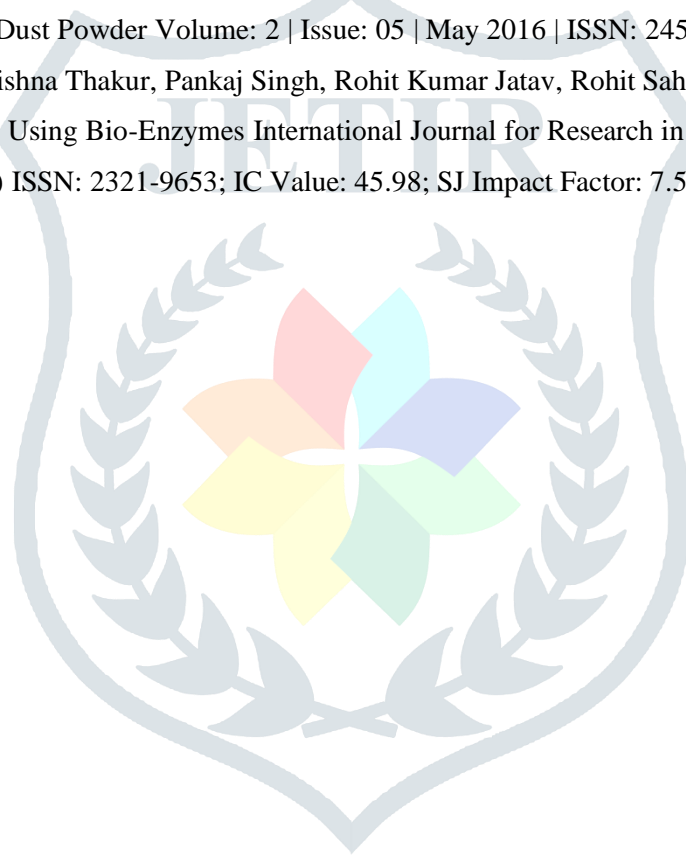 Dust Powder Volume: 2 | Issue: 05 | May 2016 | ISSN: 245
ishna Thakur, Pankaj Singh, Rohit Kumar Jatav, Rohit Sah
Using Bio-Enzymes International Journal for Research in
JETIR
) ISSN: 2321-9653; IC Value: 45.98; SJ Impact Factor: 7.5